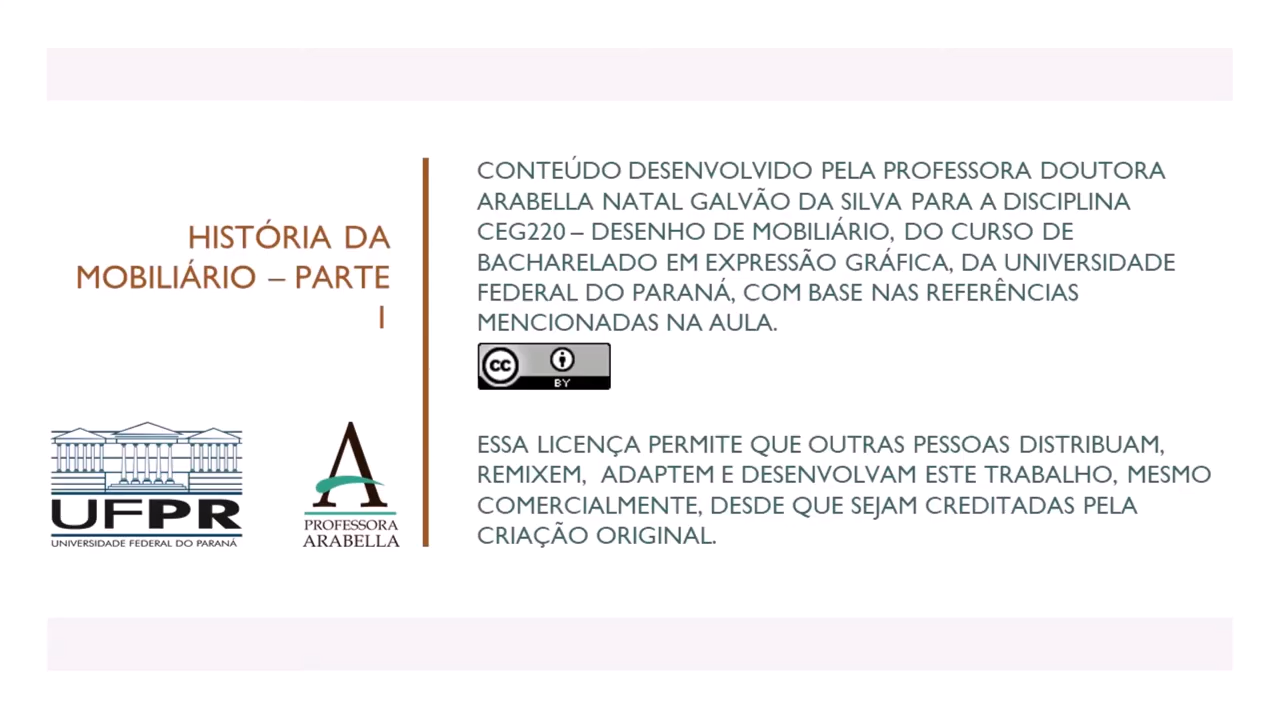 HISTÓRIA DA
MOBILIÁRIO – PARTE
I
UFPR
UNIVERSIDADE FEDERAL DO PARANÁ
A
PROFESSORA
ARABELLA
CONTEÚDO DESENVOLVIDO PELA PROFESSORA DOUTORA
ARABELLA NATAL GALVÃO DA SILVA PARA A DISCIPLINA
CEG220 – DESENHO DE MOBILIÁRIO, DO CURSO DE
BACHARELADO EM EXPRESSÃO GRÁFICA, DA UNIVERSIDADE
FEDERAL DO PARANÁ, COM BASE NAS REFERÊNCIAS
MENCIONADAS NA AULA.
CC
BY
ESSA LICENÇA PERMITE QUE OUTRAS PESSOAS DISTRIBUAM,
REMIXEM, ADAPTEM E DESENVOLVAM ESTE TRABALHO, MESMO
COMERCIALMENTE, DESDE QUE SEJAM CREDITADAS PELA
CRIAÇÃO ORIGINAL.